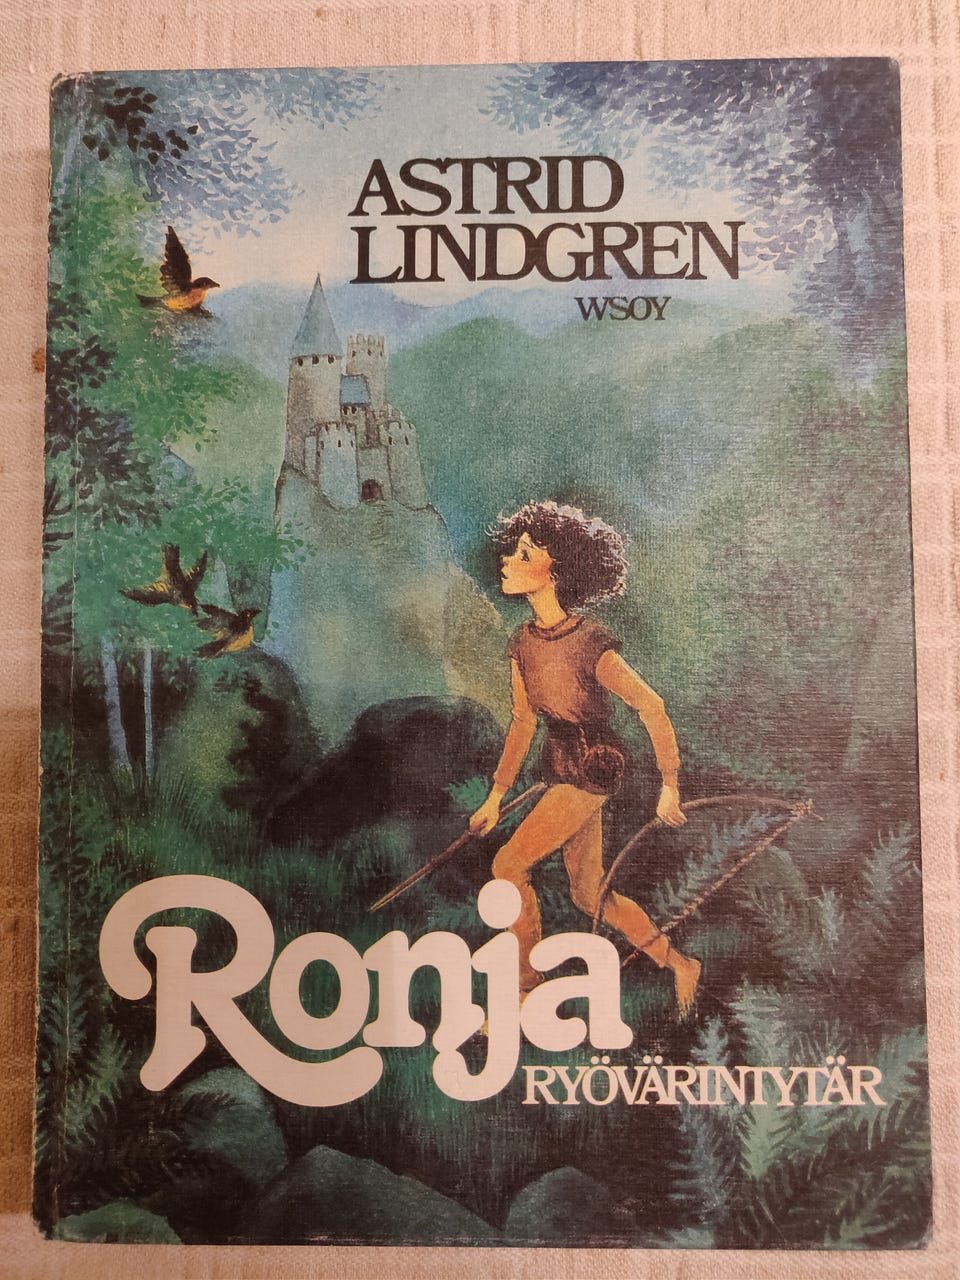 ASTRID
LINDGREN
WSOY
Ronja
RYÖVÄRINTYTÄR